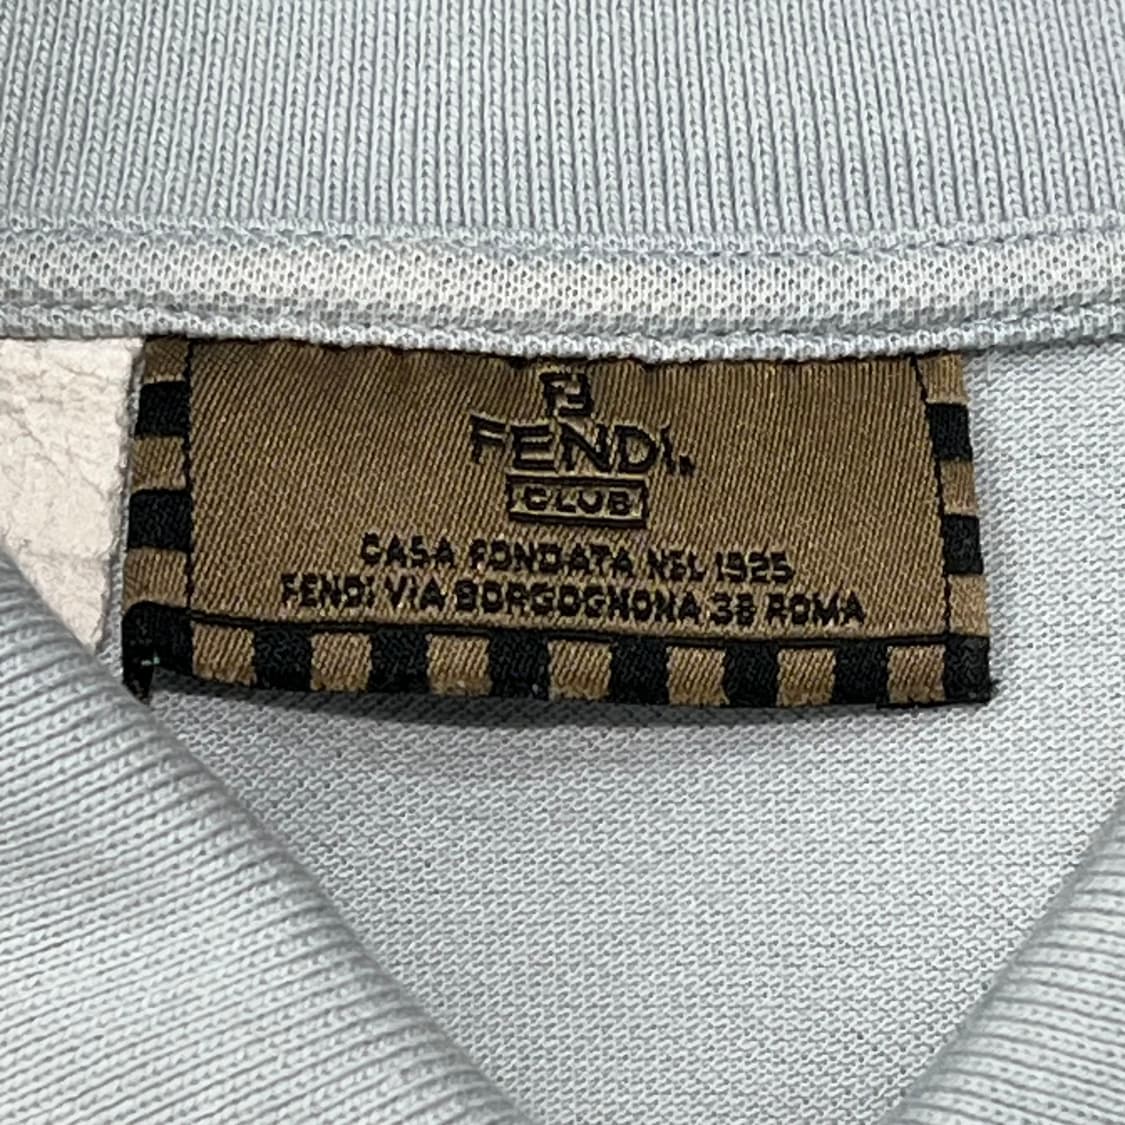 FF
FENDI.
CLUB
CASA FONDATA NEL 1925
FENDI VIA BORGOGNONA 38 ROMA